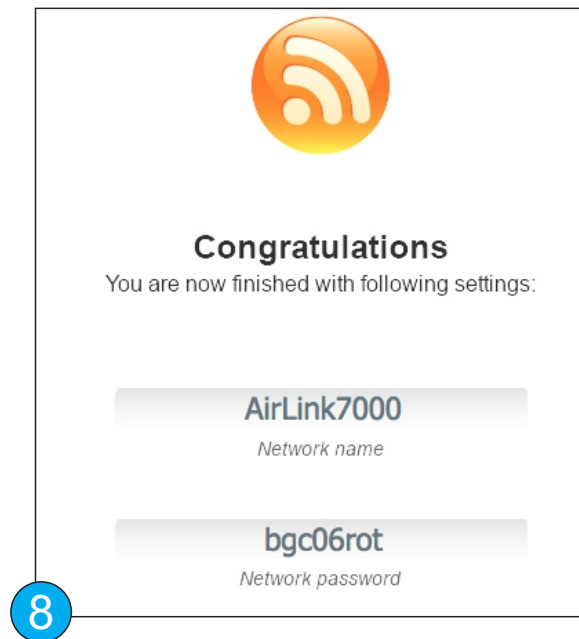 Congratulations
You are now finished with following settings:
AirLink7000
Network name
bgc06rot
Network password
8